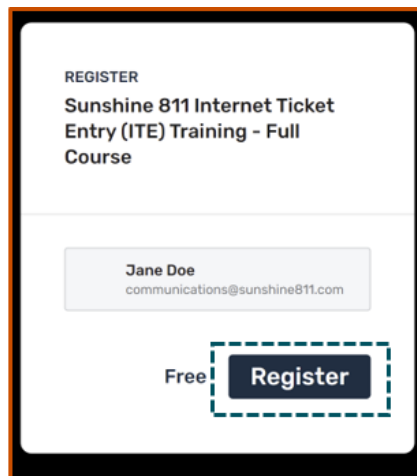 REGISTER
Sunshine 811 Internet Ticket
Entry (ITE) Training - Full
Course
Jane Doe
communications@sunshine811.com
Free Register